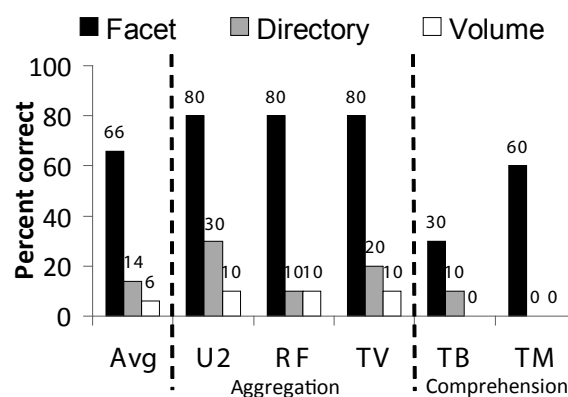 Facet Directory Volume
Percent correct
100
80
60
40
20
0
66 14 6
80 30 10
80 10 10
80 20 10
30 10 0
60 0 0
Avg U2 RF TV TB TM
Aggregation Comprehension